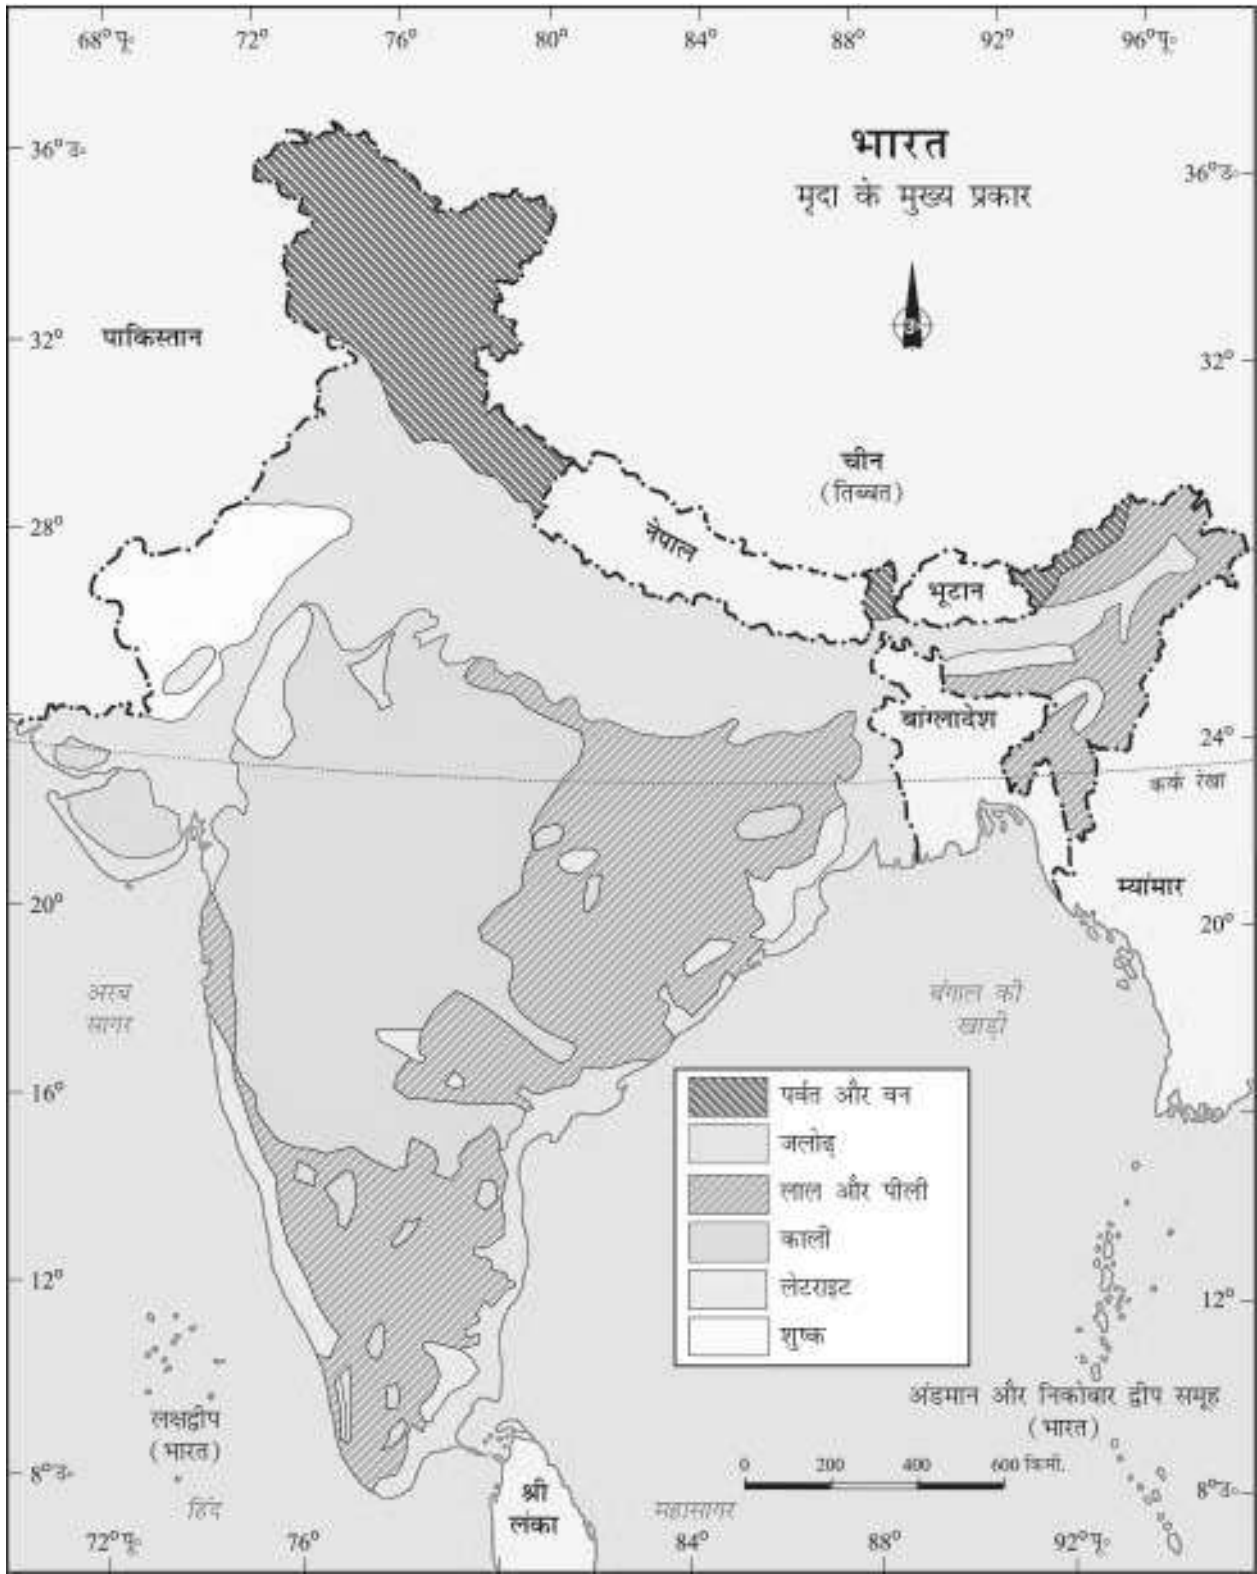 68°पू॰ 72° 76° 80° 84° 88° 92° 96°पू॰
भारत
मृदा के मुख्य प्रकार
36°उ॰
36°उ॰
32°
32°
पाकिस्तान
चीन
(तिब्बत)
28°
नेपाल
भूटान
बांग्लादेश
24°
कर्क रेखा
म्यांमार
20°
20°
अरब
सागर
बंगाल की
खाड़ी
16°
पर्वत और वन
जलोढ़
लाल और पीली
काली
लेटराइट
शुष्क
12°
12°
लक्षद्वीप
(भारत)
अंडमान और निकोबार द्वीप समूह
(भारत)
0 200 400 600 किमी.
8°उ॰
8°उ॰
श्री
लंका
हिंद
महासागर
72°पू॰ 76° 84° 88° 92°पू॰